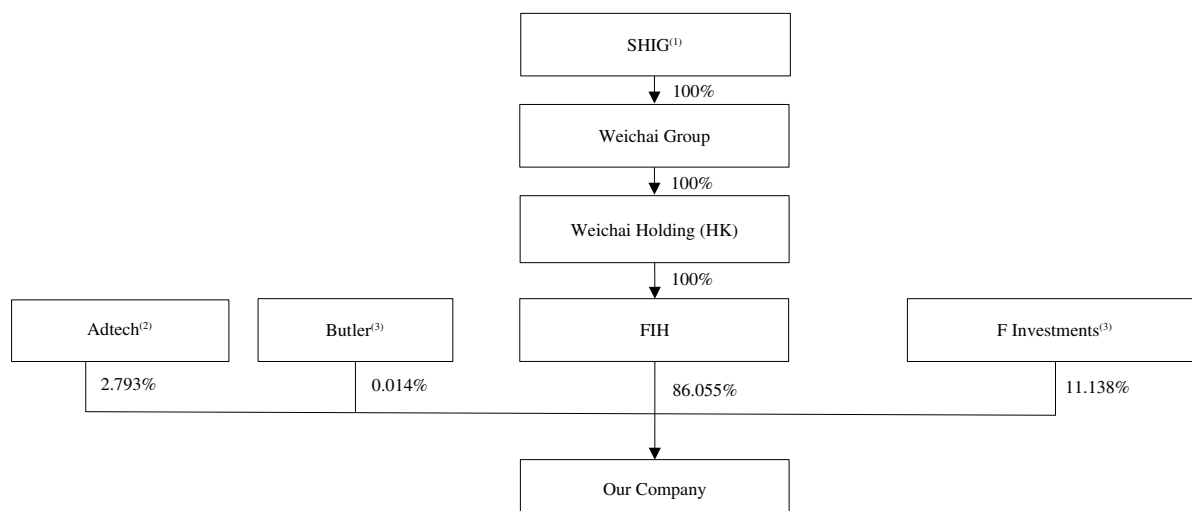 SHIG(1)
100%
Weichai Group
100%
Weichai Holding (HK)
100%
Adtech(2)
Butler(3)
FIH
F Investments(3)
2.793%
0.014%
86.055%
11.138%
Our Company